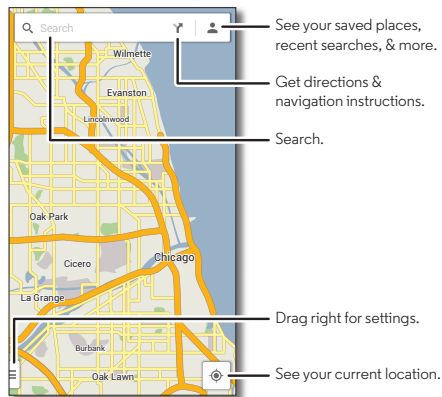 Search
See your saved places,
recent searches, & more.
Wilmette
Get directions &
navigation instructions.
Evanston
Lincolnwood
Search.
Oak Park
Cicero
Chicago
La Grange
Drag right for settings.
Burbank
Oak Lawn
See your current location.